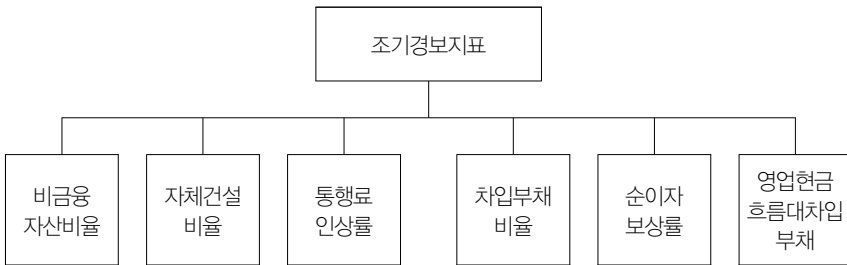 조기경보지표
비금융
자산비율
자체건설
비율
통행료
인상률
차입부채
비율
순이자
보상률
영업현금
흐름대차입
부채